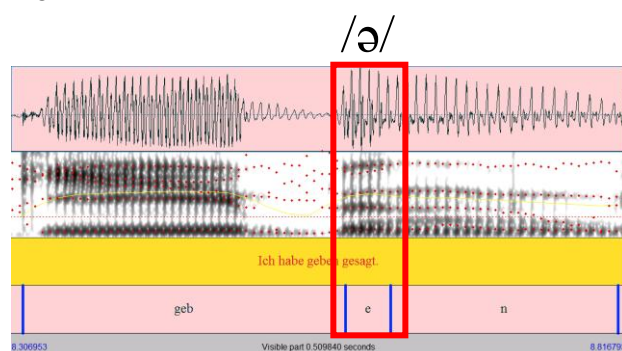 /ə/
Ich habe geben gesagt.
geb e n
8.306953 Visible part 0.509840 seconds 8.81679